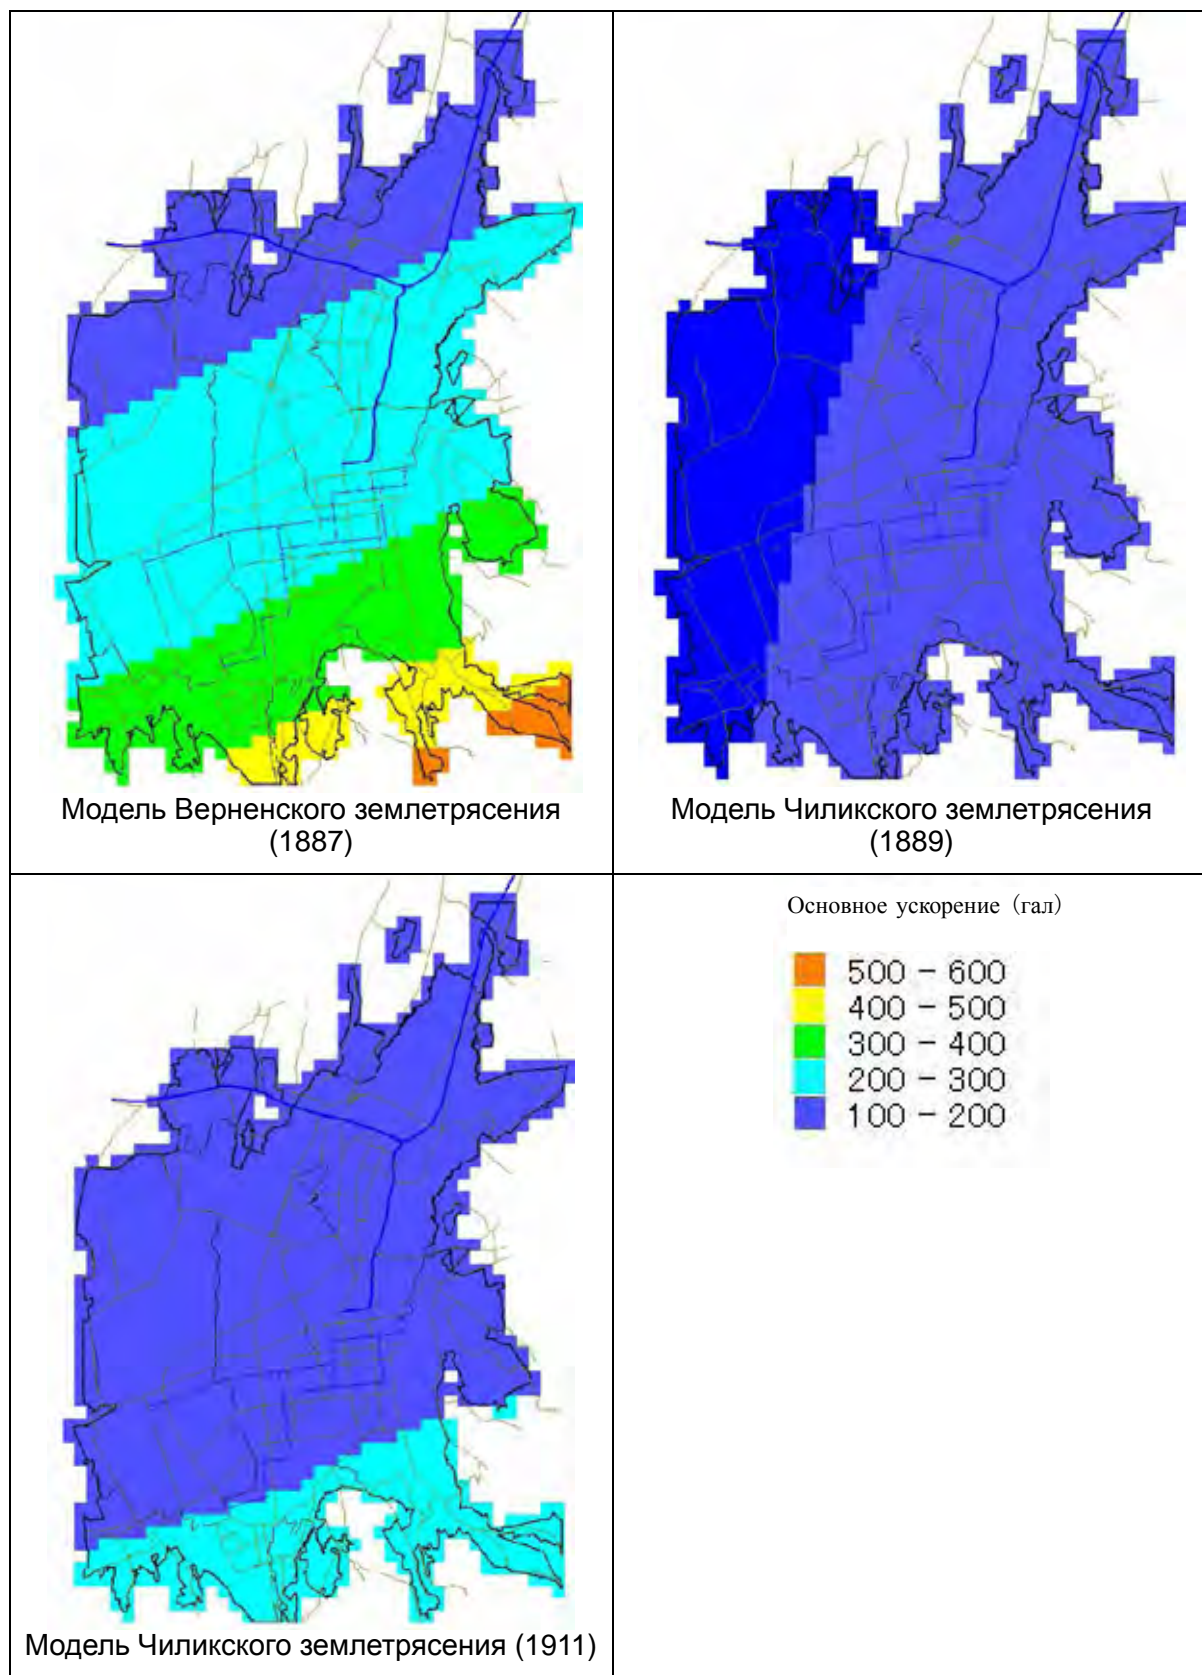 Модель Верненского землетрясения
(1887)
Модель Чиликского землетрясения
(1889)
Модель Чиликского землетрясения (1911)
Основное ускорение (гал)
500 – 600
400 – 500
300 – 400
200 – 300
100 – 200